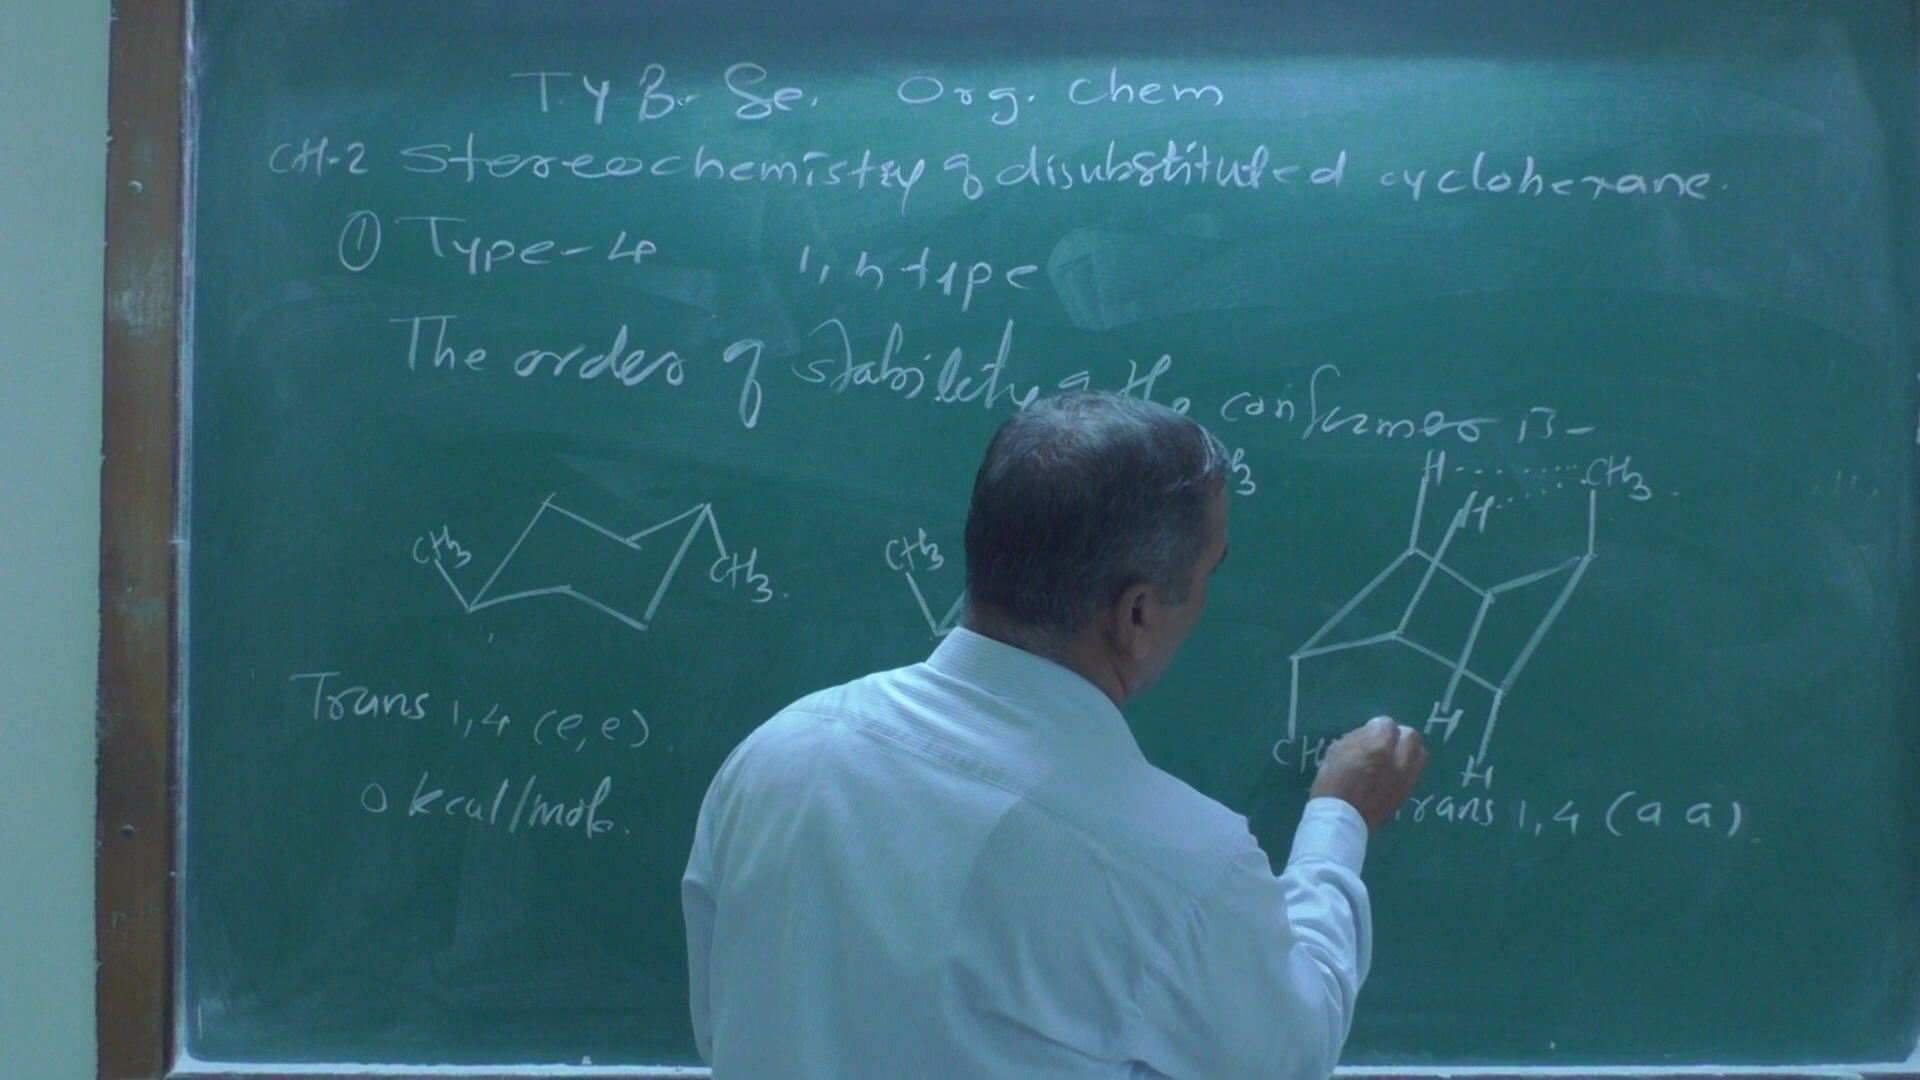 T.Y B. Sc. Org. Chem
CH-2 Stereochemistry of disubstituted cyclohexane.
① Type-4 1,4 type
The order of stability of the conformers is -
H CH3
H
CH3
CH3
CH3
H
H
Trans 1,4 (e,e).
Trans 1,4 (a a).
0 kcal/mole.